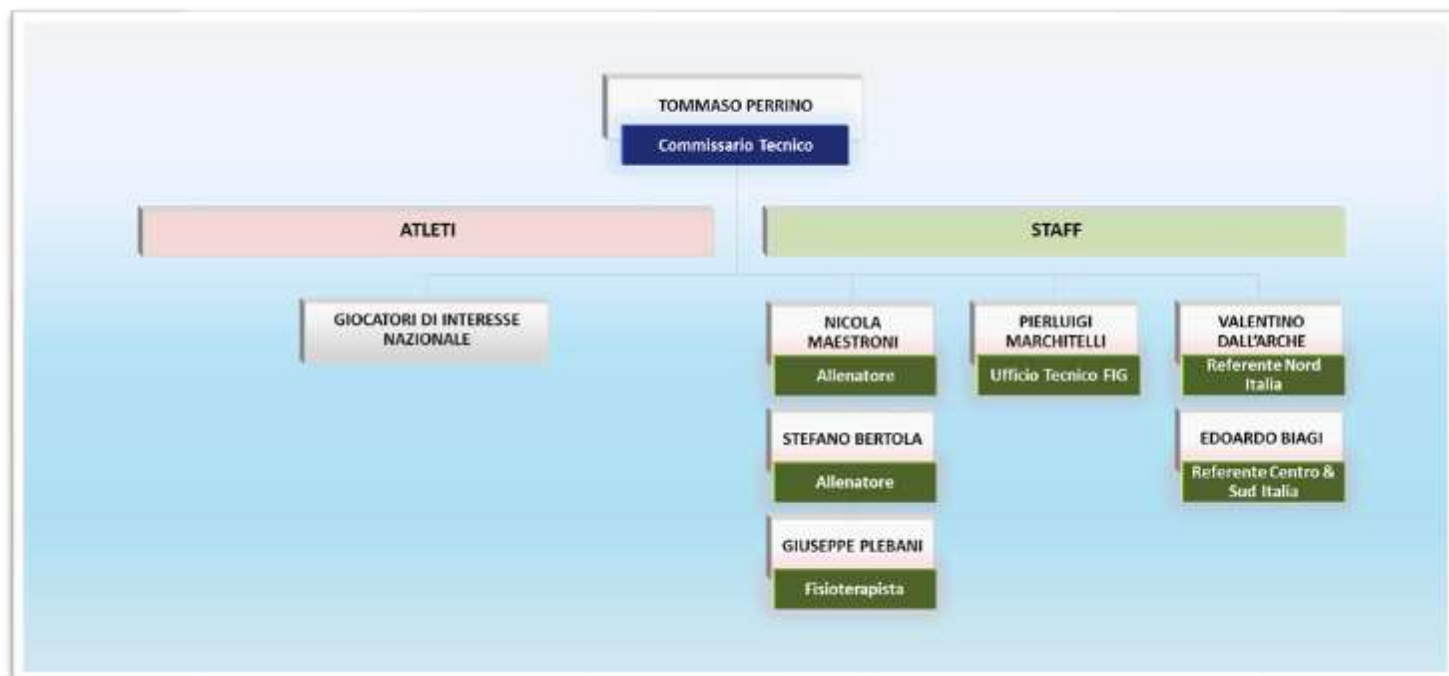 TOMMASO PERRINO
Commissario Tecnico
ATLETI
STAFF
GIOCATORI DI INTERESSE
NAZIONALE
NICOLA
MAESTRONI
Allenatore
PIERLUIGI
MARCHITELLI
Ufficio Tecnico FIG
VALENTINO
DALL'ARCHE
Referente Nord
Italia
STEFANO BERTOLA
Allenatore
EDOARDO BIAGI
Referente Centro &
Sud Italia
GIUSEPPE PLEBANI
Fisioterapista